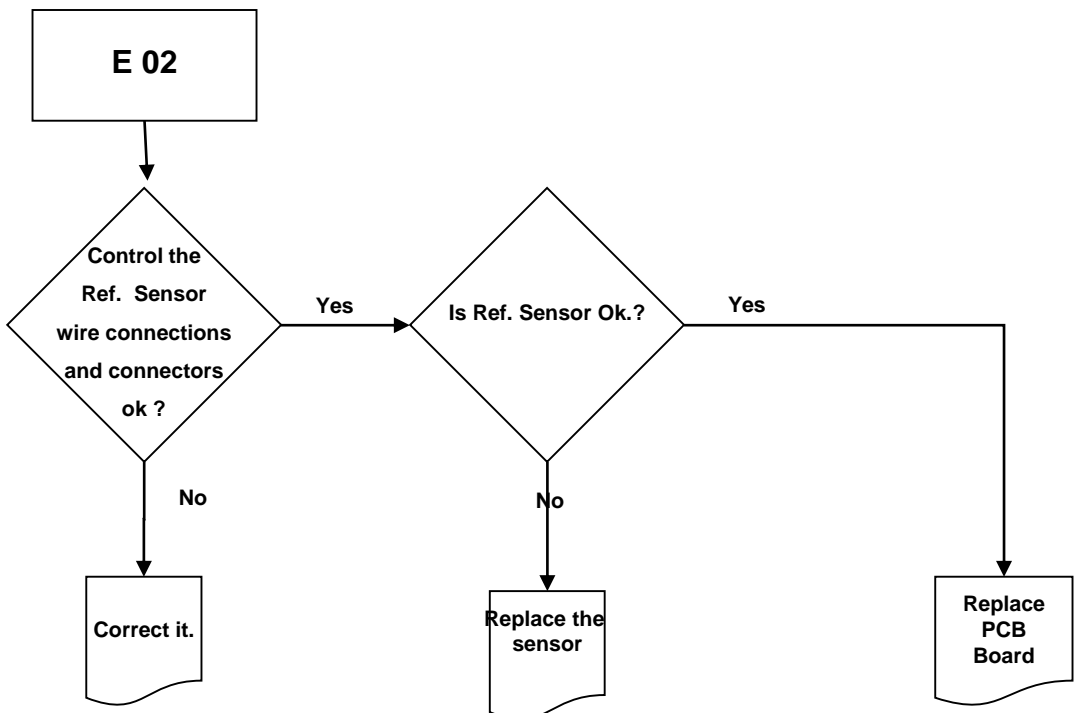 E 02
Control the
Ref. Sensor
wire connections
and connectors
ok ?
Yes
Is Ref. Sensor Ok.?
Yes
No
No
Correct it.
Replace the
sensor
Replace
PCB
Board